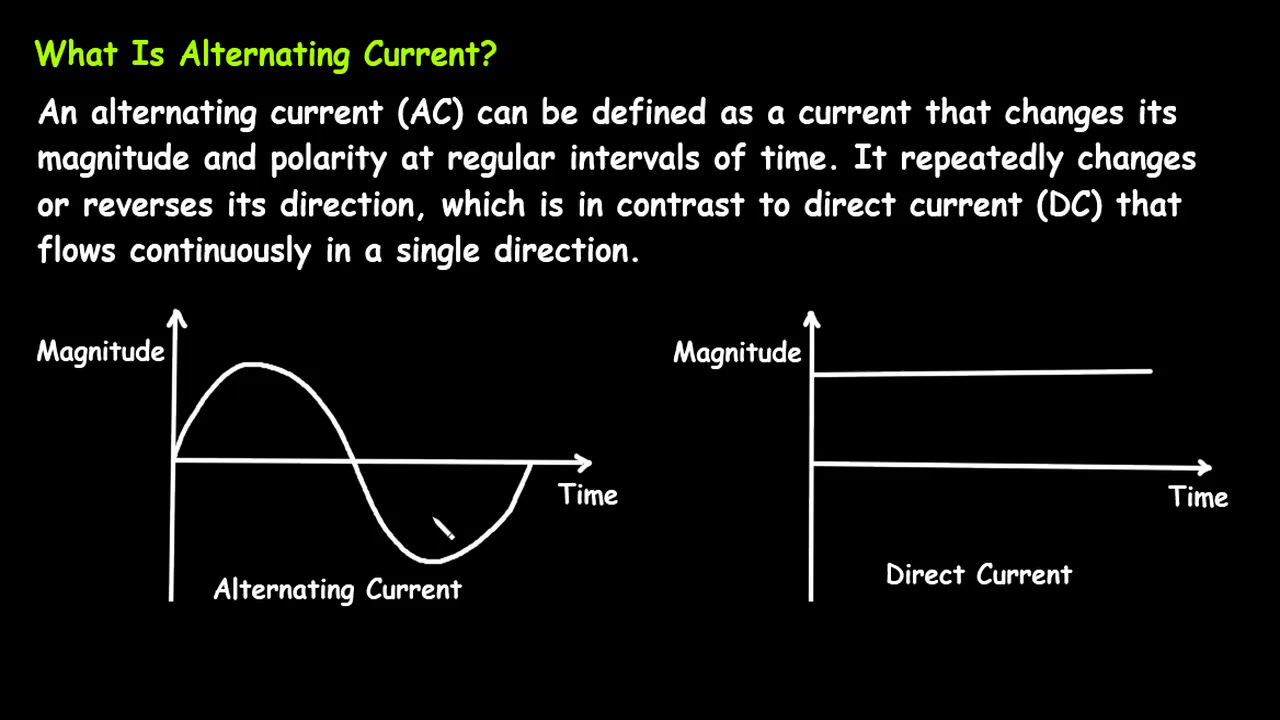 What Is Alternating Current?
An alternating current (AC) can be defined as a current that changes its
magnitude and polarity at regular intervals of time. It repeatedly changes
or reverses its direction, which is in contrast to direct current (DC) that
flows continuously in a single direction.
Magnitude
Time
Alternating Current
Magnitude
Time
Direct Current